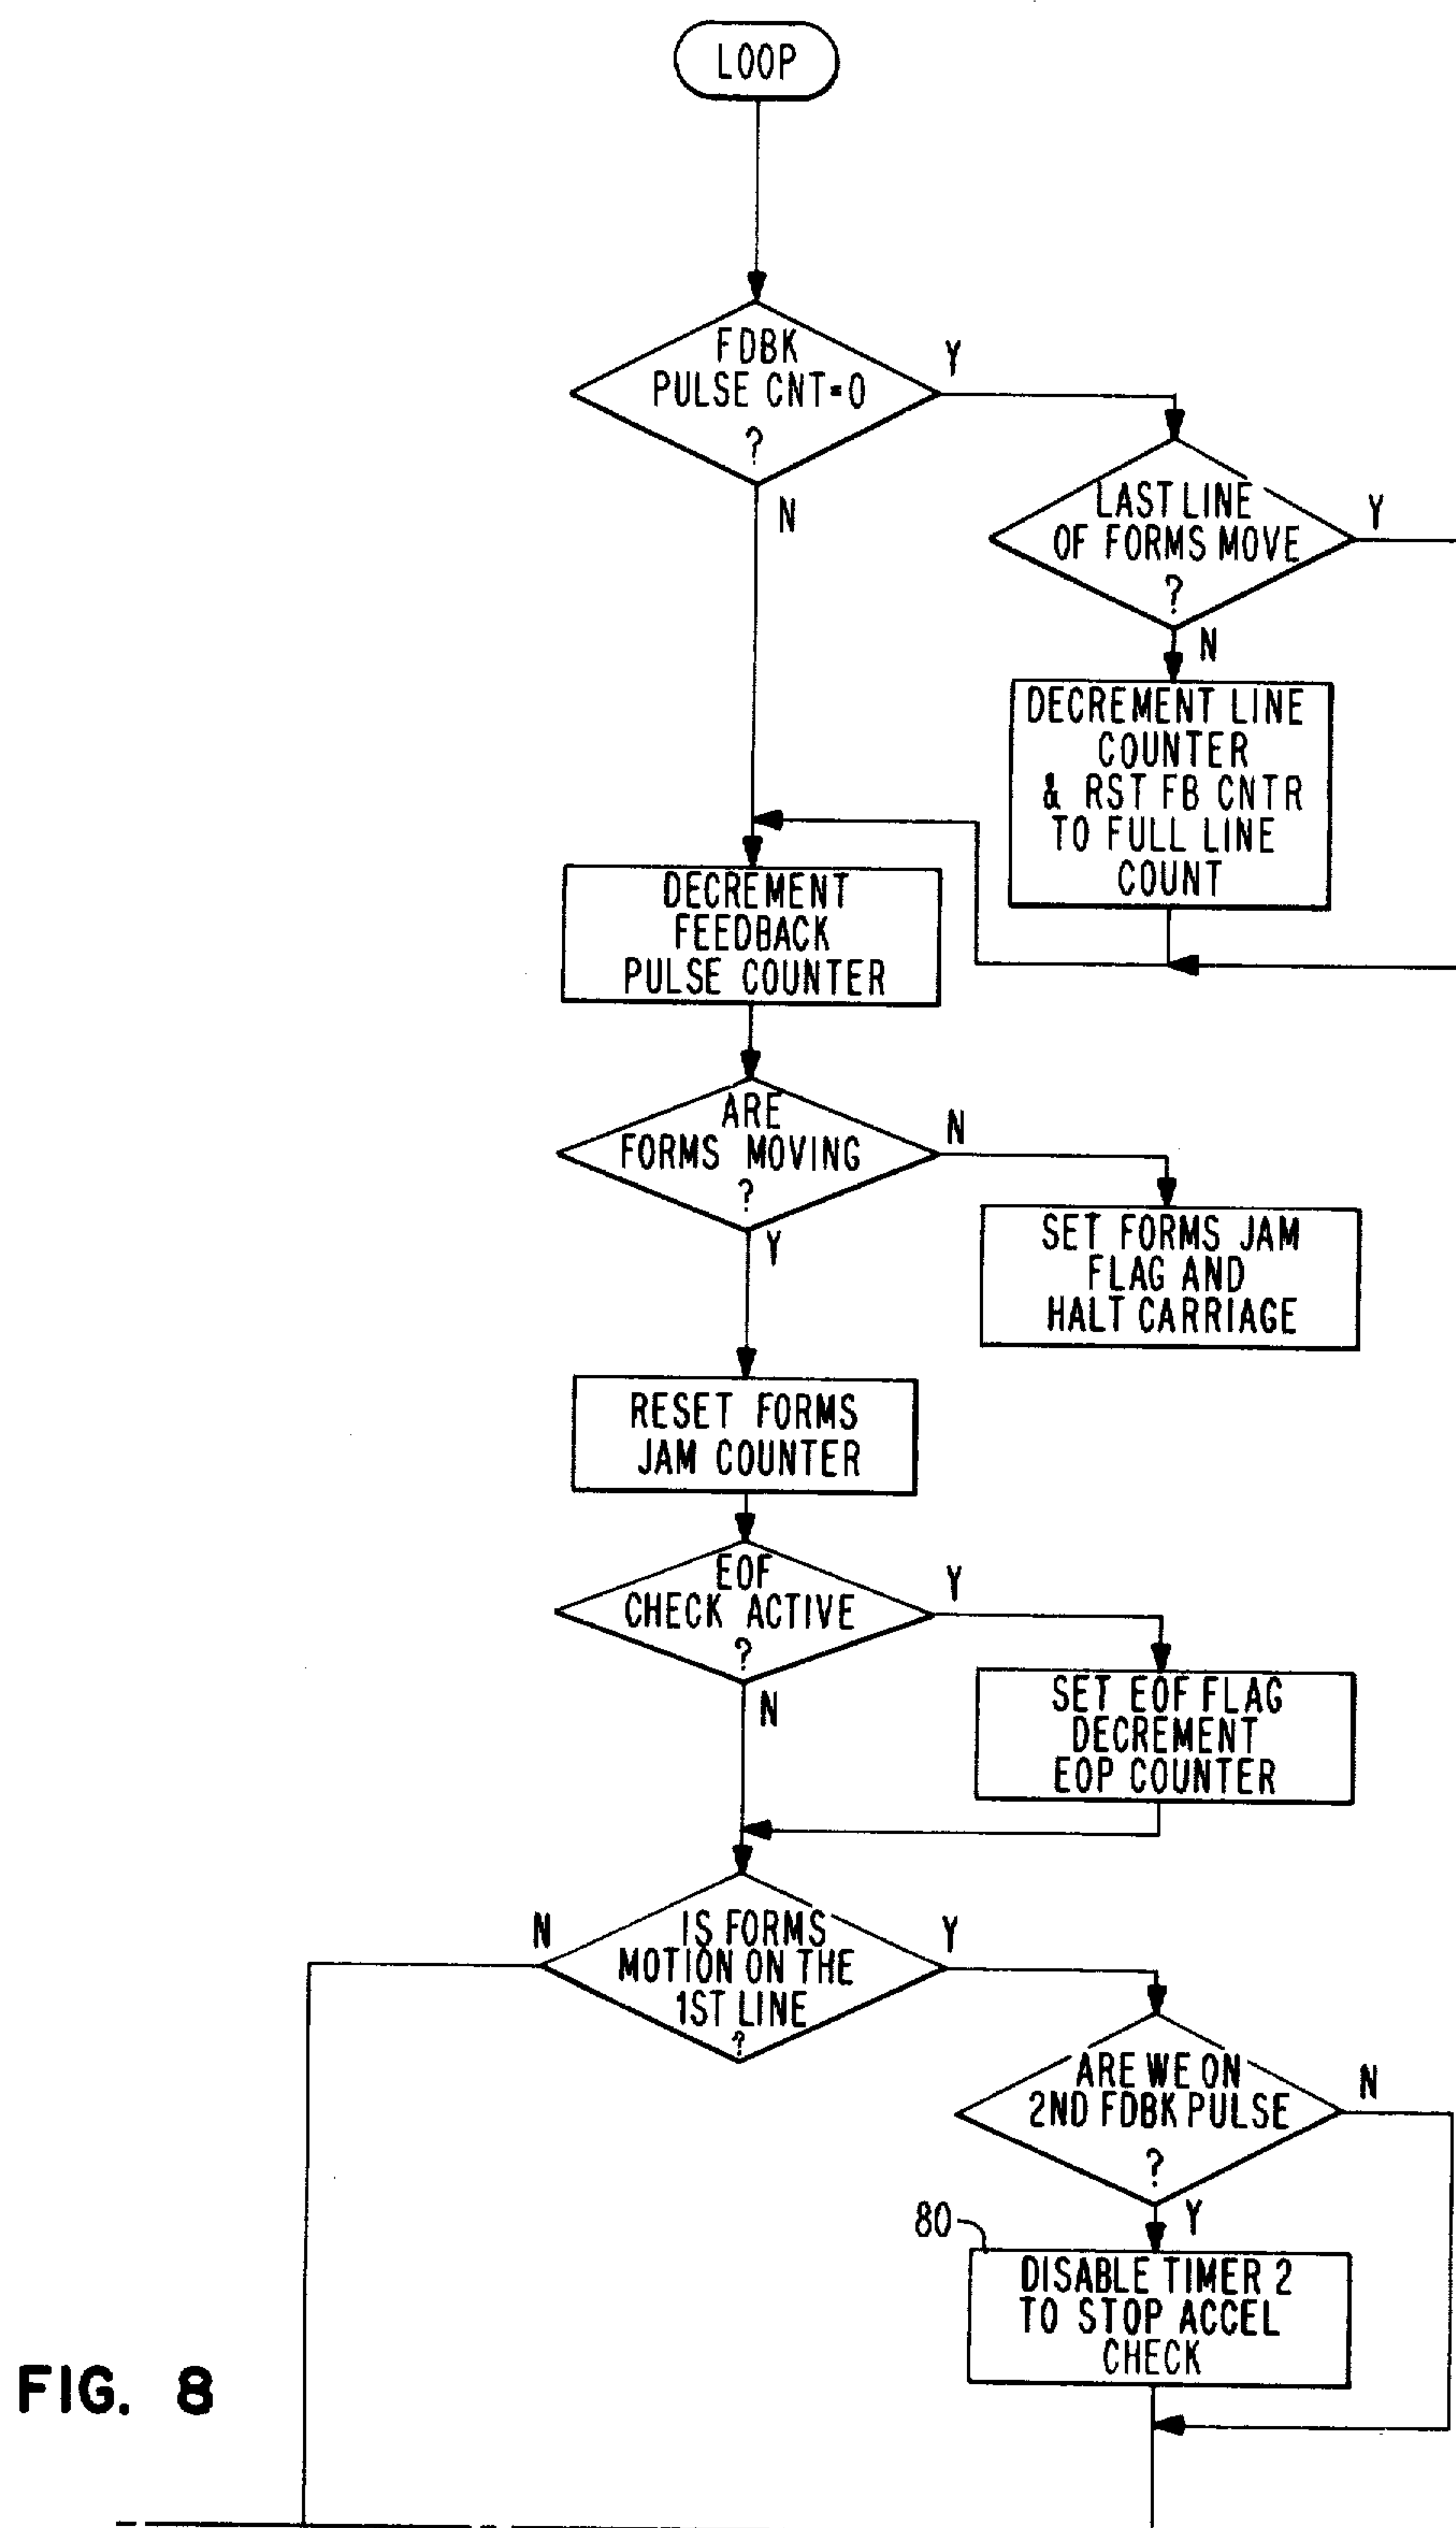 LOOP
FDBK
PULSE CNT=0
?
Y
N
LAST LINE
OF FORMS MOVE
?
Y
N
DECREMENT LINE
COUNTER
& RST FB CNTR
TO FULL LINE
COUNT
DECREMENT
FEEDBACK
PULSE COUNTER
ARE
FORMS MOVING
?
N
Y
SET FORMS JAM
FLAG AND
HALT CARRIAGE
RESET FORMS
JAM COUNTER
EOF
CHECK ACTIVE
?
Y
N
SET EOF FLAG
DECREMENT
EOP COUNTER
IS FORMS
MOTION ON THE
1ST LINE
?
N
Y
ARE WE ON
2ND FDBK PULSE
?
N
Y
80
DISABLE TIMER 2
TO STOP ACCEL
CHECK
FIG. 8